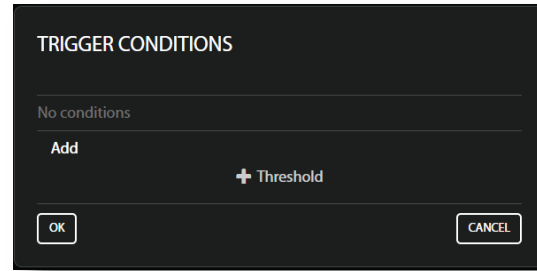 TRIGGER CONDITIONS
No conditions
Add
Threshold
OK
CANCEL